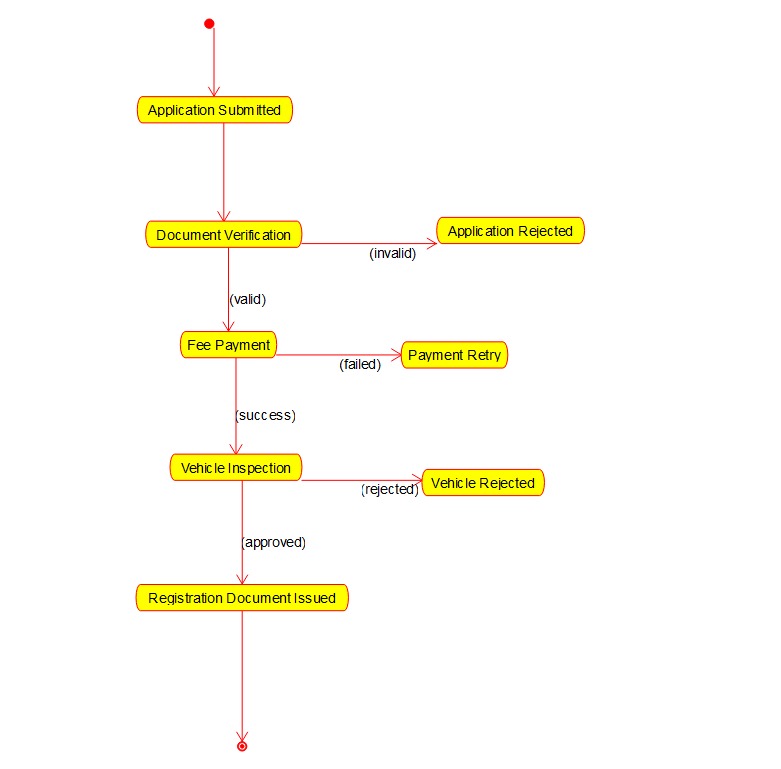 Application Submitted
Document Verification
Application Rejected
(invalid)
(valid)
Fee Payment
Payment Retry
(failed)
(success)
Vehicle Inspection
Vehicle Rejected
(rejected)
(approved)
Registration Document Issued